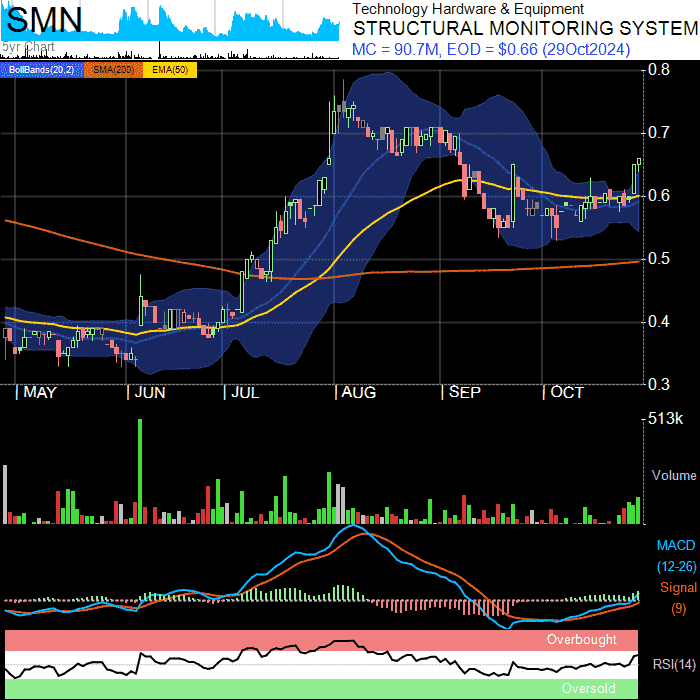 SMN
5yr Chart
Technology Hardware & Equipment
STRUCTURAL MONITORING SYSTEM
MC = 90.7M, EOD = $0.66 (29Oct2024)
BollBands(20,2) SMA(200) EMA(50)
0.8
0.7
0.6
0.5
0.4
0.3
MAY JUN JUL AUG SEP OCT
513k
Volume
MACD
(12-26)
Signal
(9)
Overbought
RSI(14)
Oversold